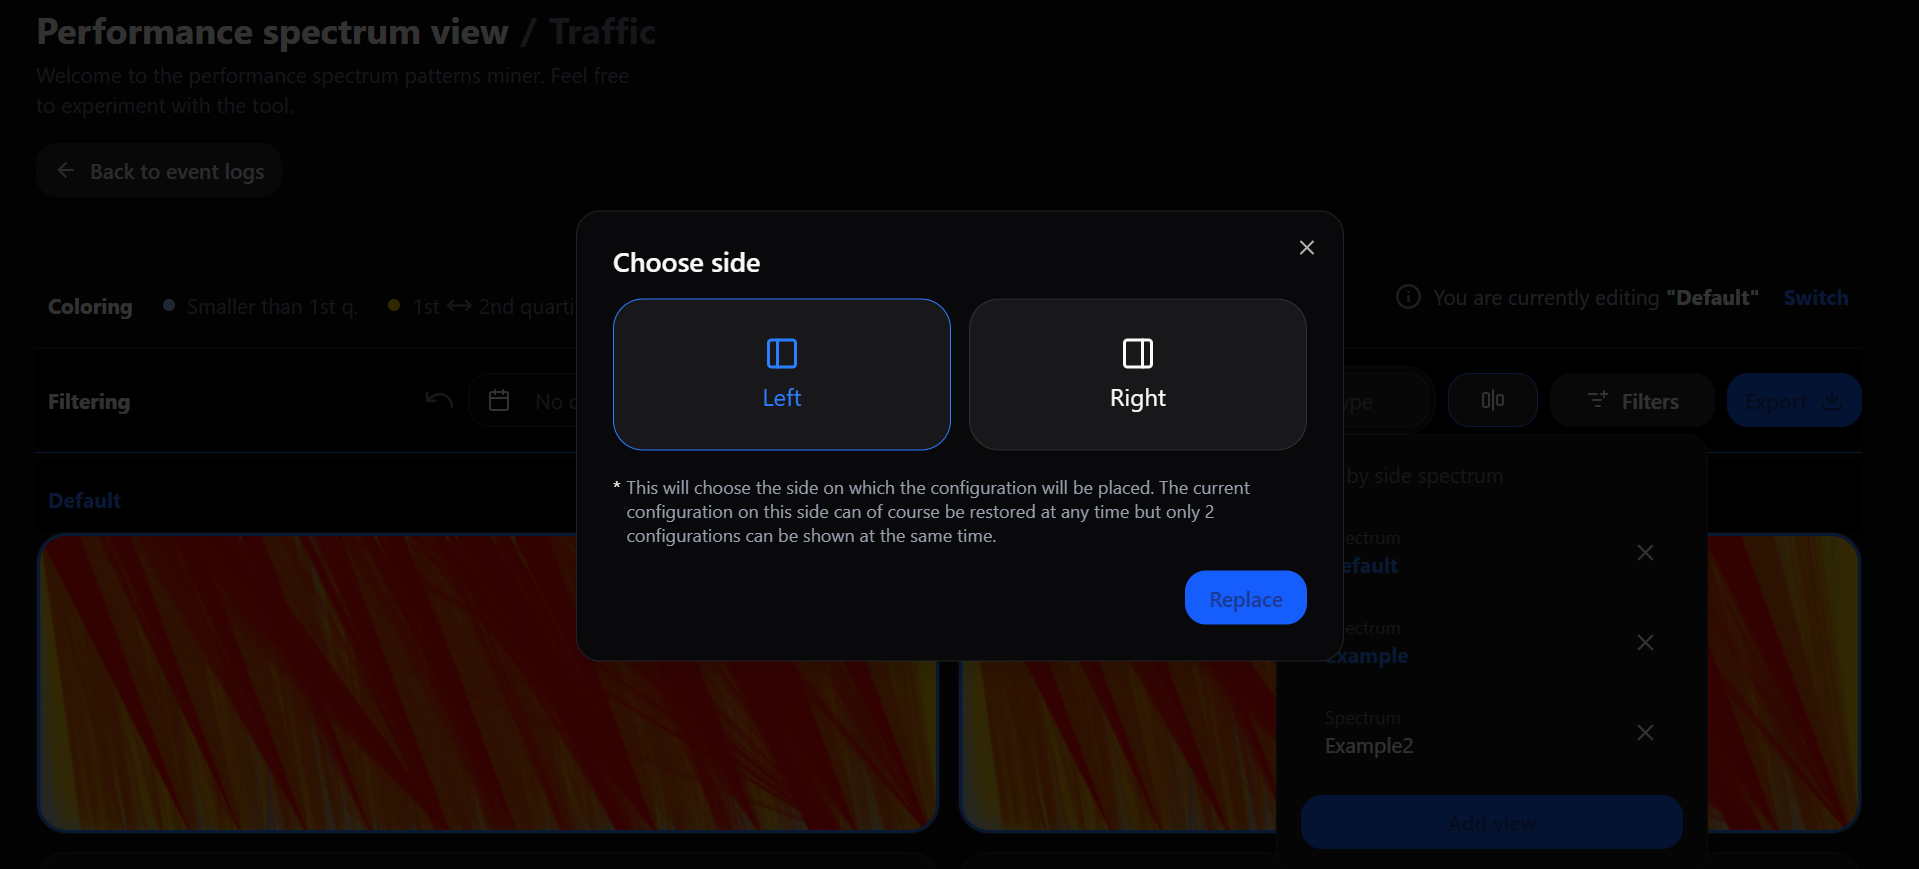 Performance spectrum view / Traffic
Welcome to the performance spectrum patterns miner. Feel free
to experiment with the tool.
Back to event logs
Coloring
Smaller than 1st q.
1st ↔ 2nd quarti
You are currently editing "Default" Switch
Filtering
No c
ype
Filters
Export
Default
Choose side
Left
Right
* This will choose the side on which the configuration will be placed. The current
configuration on this side can of course be restored at any time but only 2
configurations can be shown at the same time.
Replace
by side spectrum
ectrum
efault
ectrum
Example
Spectrum
Example2
Add view